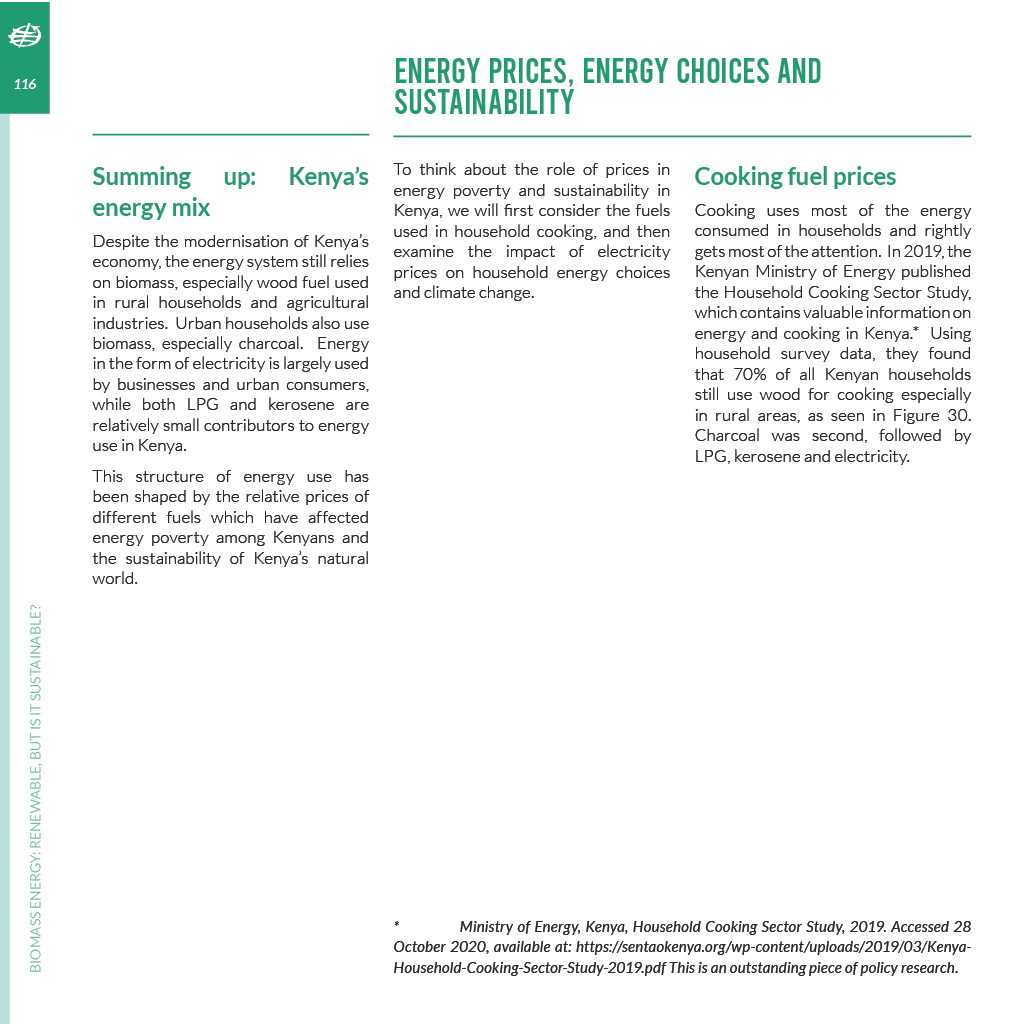 116
ENERGY PRICES, ENERGY CHOICES AND
SUSTAINABILITY
Summing up: Kenya’s
energy mix
Despite the modernisation of Kenya’s
economy, the energy system still relies
on biomass, especially wood fuel used
in rural households and agricultural
industries. Urban households also use
biomass, especially charcoal. Energy
in the form of electricity is largely used
by businesses and urban consumers,
while both LPG and kerosene are
relatively small contributors to energy
use in Kenya.
This structure of energy use has
been shaped by the relative prices of
different fuels which have affected
energy poverty among Kenyans and
the sustainability of Kenya’s natural
world.
To think about the role of prices in
energy poverty and sustainability in
Kenya, we will first consider the fuels
used in household cooking, and then
examine the impact of electricity
prices on household energy choices
and climate change.
Cooking fuel prices
Cooking uses most of the energy
consumed in households and rightly
gets most of the attention. In 2019, the
Kenyan Ministry of Energy published
the Household Cooking Sector Study,
which contains valuable information on
energy and cooking in Kenya.* Using
household survey data, they found
that 70% of all Kenyan households
still use wood for cooking especially
in rural areas, as seen in Figure 30.
Charcoal was second, followed by
LPG, kerosene and electricity.
* Ministry of Energy, Kenya, Household Cooking Sector Study, 2019. Accessed 28
October 2020, available at: https://sentaokenya.org/wp-content/uploads/2019/03/Kenya-
Household-Cooking-Sector-Study-2019.pdf This is an outstanding piece of policy research.
BIOMASS ENERGY: RENEWABLE, BUT IS IT SUSTAINABLE?